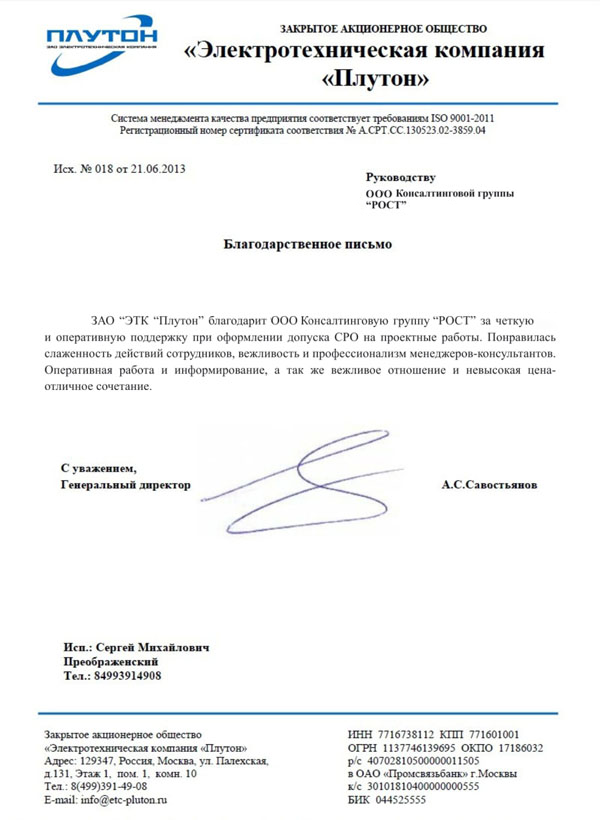 ПЛУТОН
ЗАО ЭЛЕКТРОТЕХНИЧЕСКАЯ КОМПАНИЯ
ЗАКРЫТОЕ АКЦИОНЕРНОЕ ОБЩЕСТВО
«Электротехническая компания
«Плутон»
Система менеджмента качества предприятия соответствует требованиям ISO 9001-2011
Регистрационный номер сертификата соответствия № А.СРТ.СС.130523.02-3859.04
Исх. № 018 от 21.06.2013
Руководству
ООО Консалтинговой группы
“РОСТ”
Благодарственное письмо
ЗАО “ЭТК “Плутон” благодарит ООО Консалтинговую группу “РОСТ” за четкую
и оперативную поддержку при оформлении допуска СРО на проектные работы. Понравилась
слаженность действий сотрудников, вежливость и профессионализм менеджеров-консультантов.
Оперативная работа и информирование, а так же вежливое отношение и невысокая цена-
отличное сочетание.
С уважением,
Генеральный директор
А.С.Савостьянов
Исп.: Сергей Михайлович
Преображенский
Тел.: 84993914908
Закрытое акционерное общество
«Электротехническая компания «Плутон»
Адрес: 129347, Россия, Москва, ул. Палехская,
д.131, Этаж 1, пом. 1, комн. 10
Тел.: 8(499)391-49-08
E-mail: info@etc-pluton.ru
ИНН 7716738112 КПП 771601001
ОГРН 1137746139695 ОКПО 17186032
р/с 40702810500000011505
в ОАО «Промсвязьбанк» г.Москвы
к/с 30101810400000000555
БИК 044525555